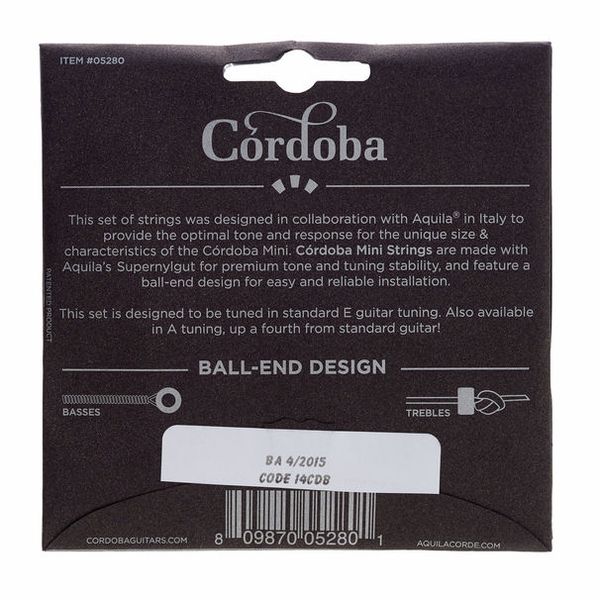 ITEM #05280
Córdoba
This set of strings was designed in collaboration with Aquila® in Italy to
provide the optimal tone and response for the unique size &
characteristics of the Córdoba Mini. Córdoba Mini Strings are made with
Aquila's Supernylgut for premium tone and tuning stability, and feature a
ball-end design for easy and reliable installation.
This set is designed to be tuned in standard E guitar tuning. Also available
in A tuning, up a fourth from standard guitar!
PATENTED PRODUCT
BALL-END DESIGN
BASSES
TREBLES
BA 4/2015
CODE 14CDB
CORDOBAGUITARS.COM
8 09870 05280 1
AQUILACORDE.COM